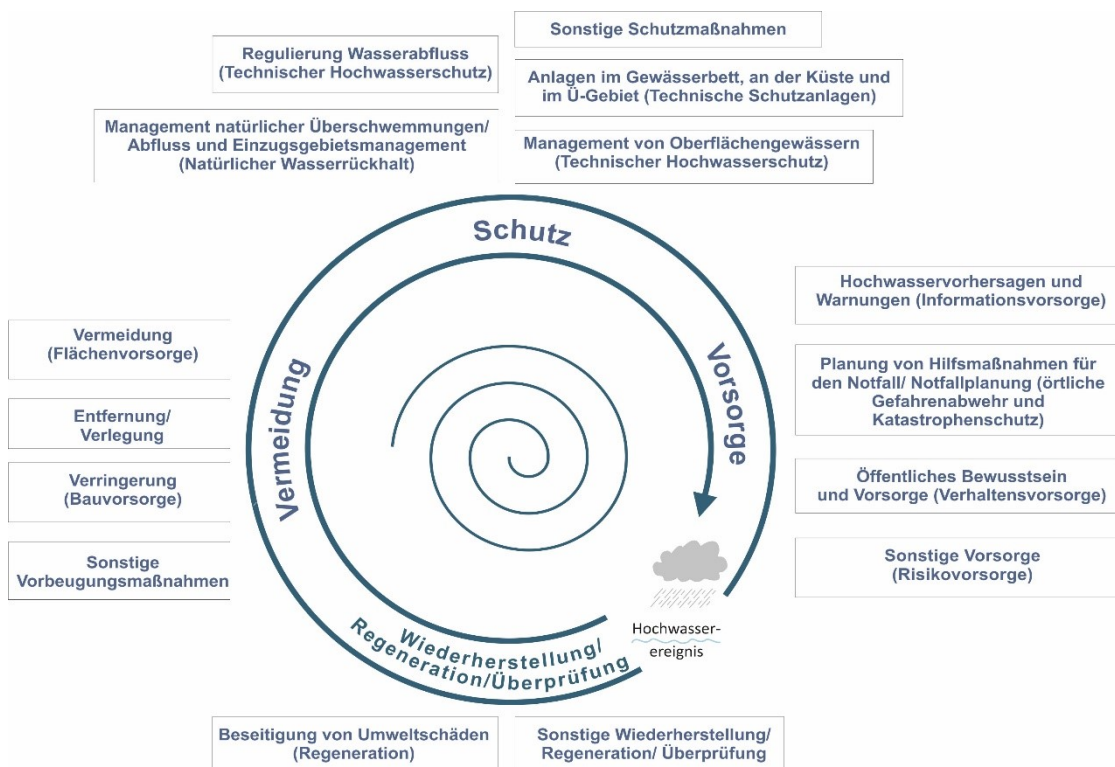 Sonstige Schutzmaßnahmen
Regulierung Wasserabfluss
(Technischer Hochwasserschutz)
Anlagen im Gewässerbett, an der Küste und
im Ü-Gebiet (Technische Schutzanlagen)
Management natürlicher Überschwemmungen/
Abfluss und Einzugsgebietsmanagement
(Natürlicher Wasserrückhalt)
Management von Oberflächengewässern
(Technischer Hochwasserschutz)
Schutz
Hochwasservorhersagen und
Warnungen (Informationsvorsorge)
Vermeidung
(Flächenvorsorge)
Planung von Hilfsmaßnahmen für
den Notfall/ Notfallplanung (örtliche
Gefahrenabwehr und
Katastrophenschutz)
Vermeidung
Vorsorge
Entfernung/
Verlegung
Verringerung
(Bauvorsorge)
Öffentliches Bewusstsein
und Vorsorge (Verhaltensvorsorge)
Sonstige
Vorbeugungsmaßnahmen
Sonstige Vorsorge
(Risikovorsorge)
Hochwasser-
ereignis
Wiederherstellung/
Regeneration/Überprüfung
Beseitigung von Umweltschäden
(Regeneration)
Sonstige Wiederherstellung/
Regeneration/ Überprüfung